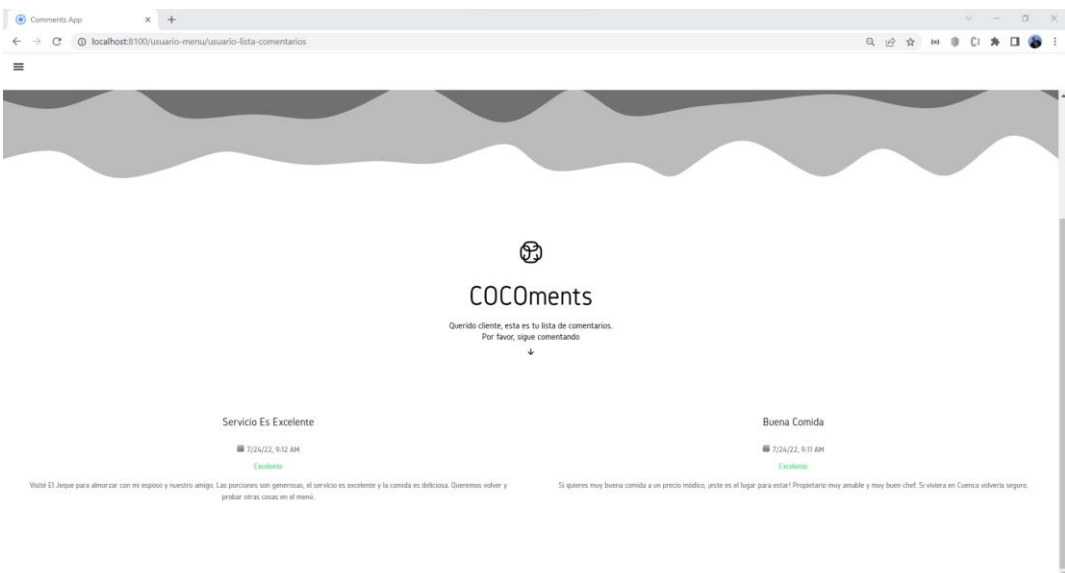 Comments App
localhost:8100/usuario-menu/usuario-lista-comentarios
COCOments
Querido cliente, esta es tu lista de comentarios.
Por favor, sigue comentando
Servicio Es Excelente
7/24/22, 9:12 AM
Excelente
Visité El Jeque para almorzar con mi esposo y nuestro amigo. Las porciones son generosas, el servicio es excelente y la comida es deliciosa. Queremos volver y
probar otras cosas en el menú.
Buena Comida
7/24/22, 9:11 AM
Excelente
Si quieres muy buena comida a un precio módico, ¡este es el lugar para estar! Propietario muy amable y muy buen chef. Si viviera en Cuenca volvería seguro.